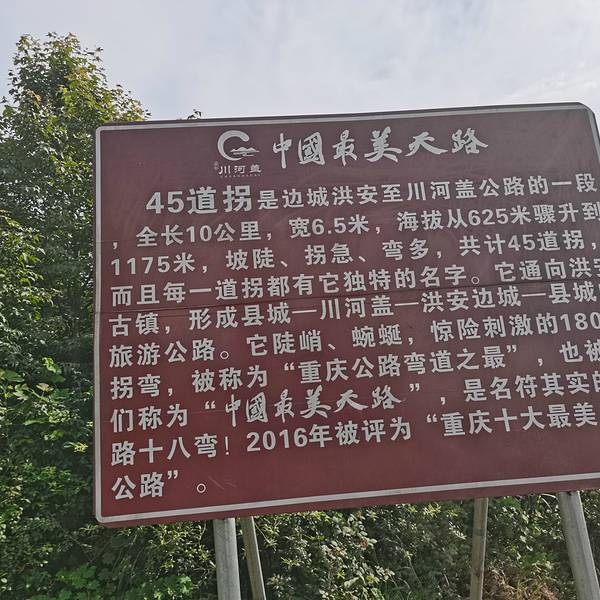 川河盖 中國最美天路
45道拐是边城洪安至川河盖公路的一段
，全长10公里，宽6.5米，海拔从625米骤升到
1175米，坡陡、拐急、弯多，共计45道拐，
而且每一道拐都有它独特的名字。它通向洪安
古镇，形成县城—川河盖—洪安边城—县城的
旅游公路。它陡峭、蜿蜒，惊险刺激的180
拐弯，被称为“重庆公路弯道之最”，也被
们称为“中國最美天路”，是名符其实的
路十八弯！2016年被评为“重庆十大最美
公路”。